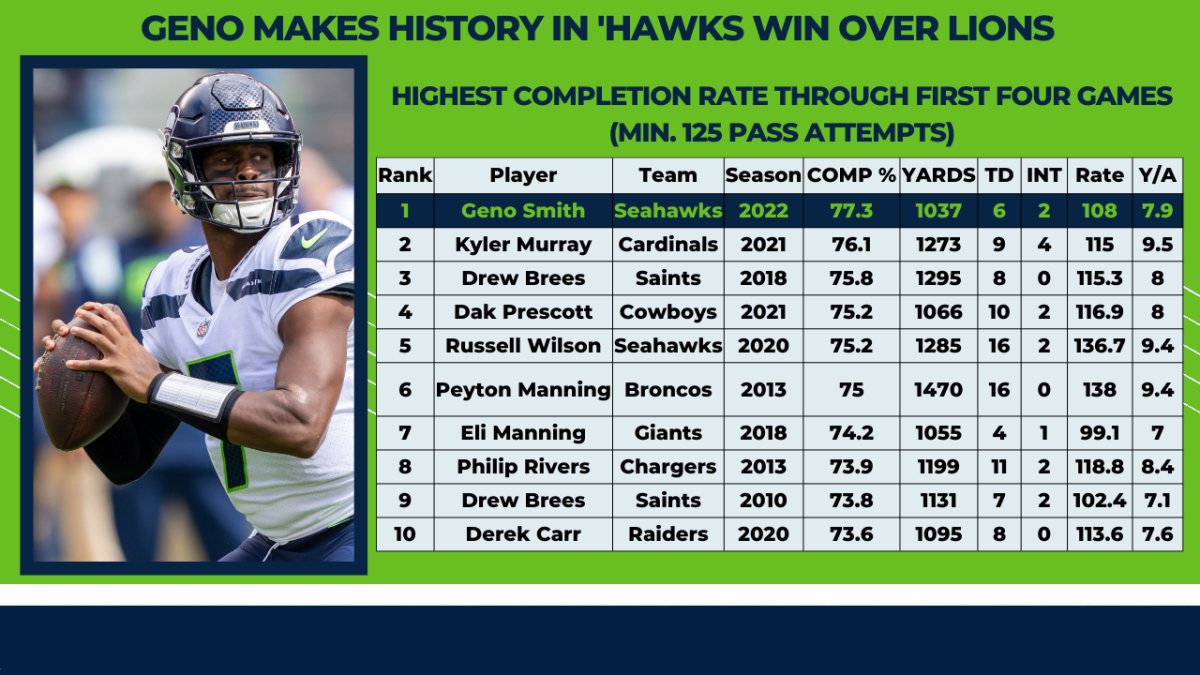 GENO MAKES HISTORY IN 'HAWKS WIN OVER LIONS
HIGHEST COMPLETION RATE THROUGH FIRST FOUR GAMES
(MIN. 125 PASS ATTEMPTS)
Rank Player Team Season COMP % YARDS TD INT Rate Y/A
1 Geno Smith Seahawks 2022 77.3 1037 6 2 108 7.9
2 Kyler Murray Cardinals 2021 76.1 1273 9 4 115 9.5
3 Drew Brees Saints 2018 75.8 1295 8 0 115.3 8
4 Dak Prescott Cowboys 2021 75.2 1066 10 2 116.9 8
5 Russell Wilson Seahawks 2020 75.2 1285 16 2 136.7 9.4
6 Peyton Manning Broncos 2013 75 1470 16 0 138 9.4
7 Eli Manning Giants 2018 74.2 1055 4 1 99.1 7
8 Philip Rivers Chargers 2013 73.9 1199 11 2 118.8 8.4
9 Drew Brees Saints 2010 73.8 1131 7 2 102.4 7.1
10 Derek Carr Raiders 2020 73.6 1095 8 0 113.6 7.6
SEAHAWKS